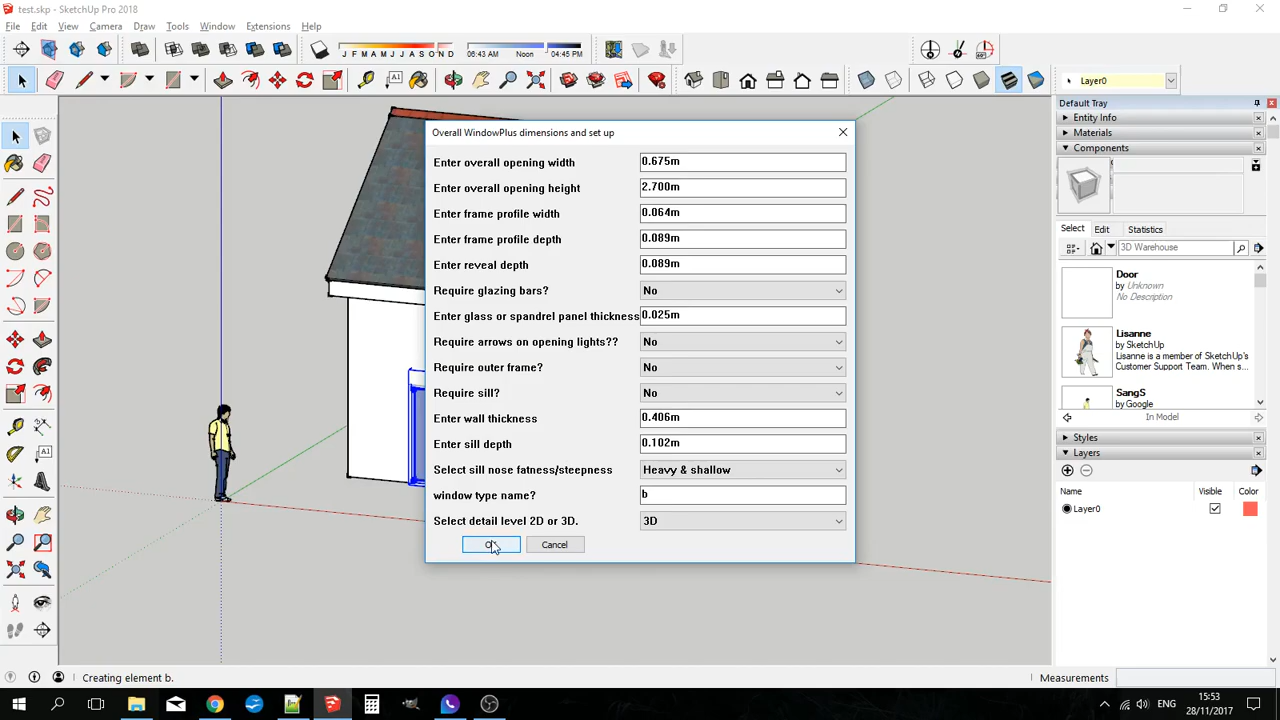 test.skp - SketchUp Pro 2018
File Edit View Camera Draw Tools Window Extensions Help
J F M A M J J A S O N D
06:43 AM Noon 04:45 PM
Layer0
Default Tray
Entity Info
Materials
Components
Select Edit Statistics
3D Warehouse
Door
by Unknown
No Description
Lisanne
by SketchUp
Lisanne is a member of SketchUp's
Customer Support Team. When s...
SangS
by Google
In Model
Styles
Layers
Name Visible Color
Layer0
Overall WindowPlus dimensions and set up
Enter overall opening width 0.675m
Enter overall opening height 2.700m
Enter frame profile width 0.064m
Enter frame profile depth 0.089m
Enter reveal depth 0.089m
Require glazing bars? No
Enter glass or spandrel panel thickness 0.025m
Require arrows on opening lights?? No
Require outer frame? No
Require sill? No
Enter wall thickness 0.406m
Enter sill depth 0.102m
Select sill nose fatness/steepness Heavy & shallow
window type name? b
Select detail level 2D or 3D. 3D
OK Cancel
Creating element b.
Measurements
ENG
15:53
28/11/2017